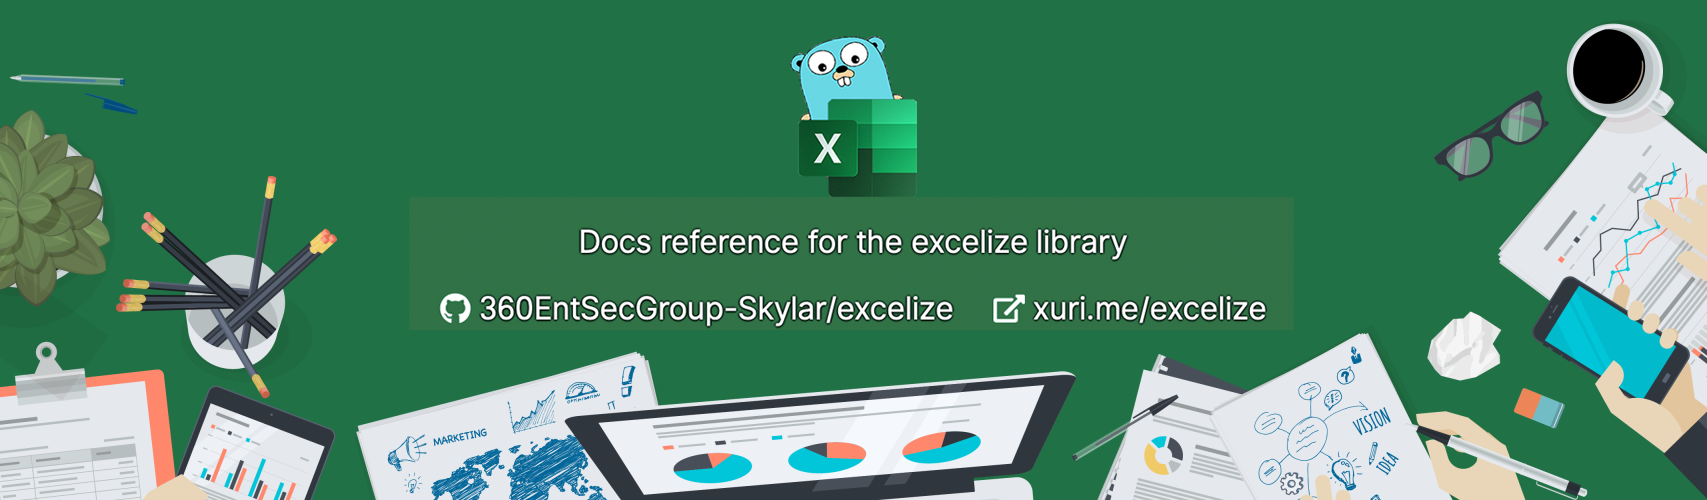 X
Docs reference for the excelize library
360EntSecGroup-Skylar/excelize
xuri.me/excelize
MARKETING
VISION
IDEA